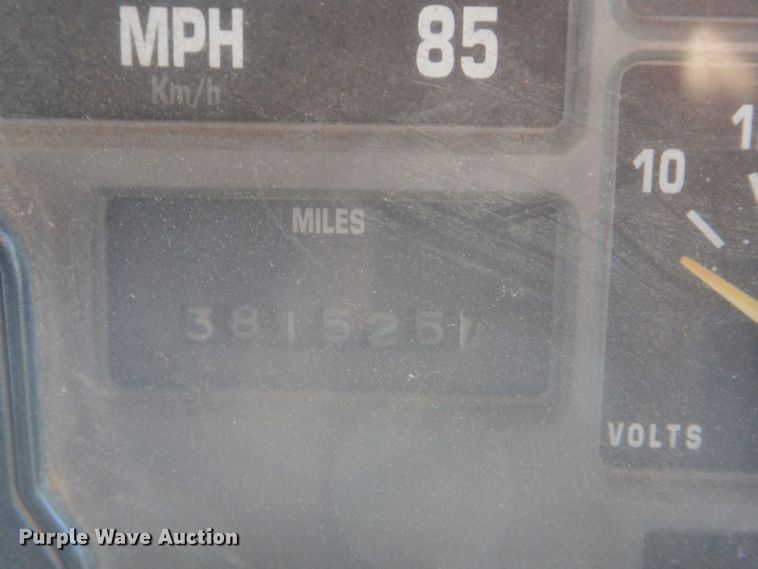 MPH 85
Km/h
MILES
381525
10
VOLTS
Purple Wave Auction